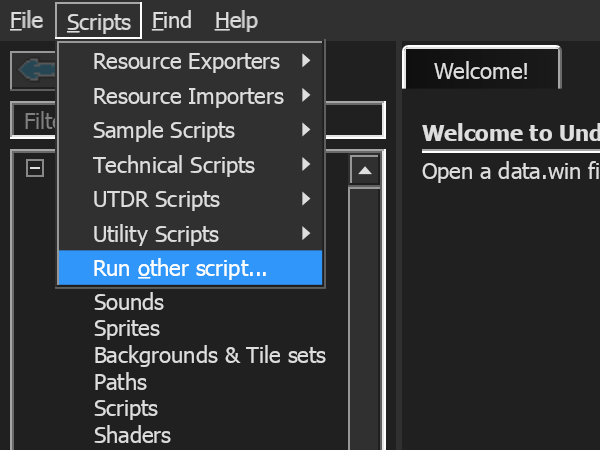 File Scripts Find Help
Resource Exporters
Resource Importers
Sample Scripts
Technical Scripts
UTDR Scripts
Utility Scripts
Run other script...
Sounds
Sprites
Backgrounds & Tile sets
Paths
Scripts
Shaders
Welcome!
Welcome to Und
Open a data.win fi